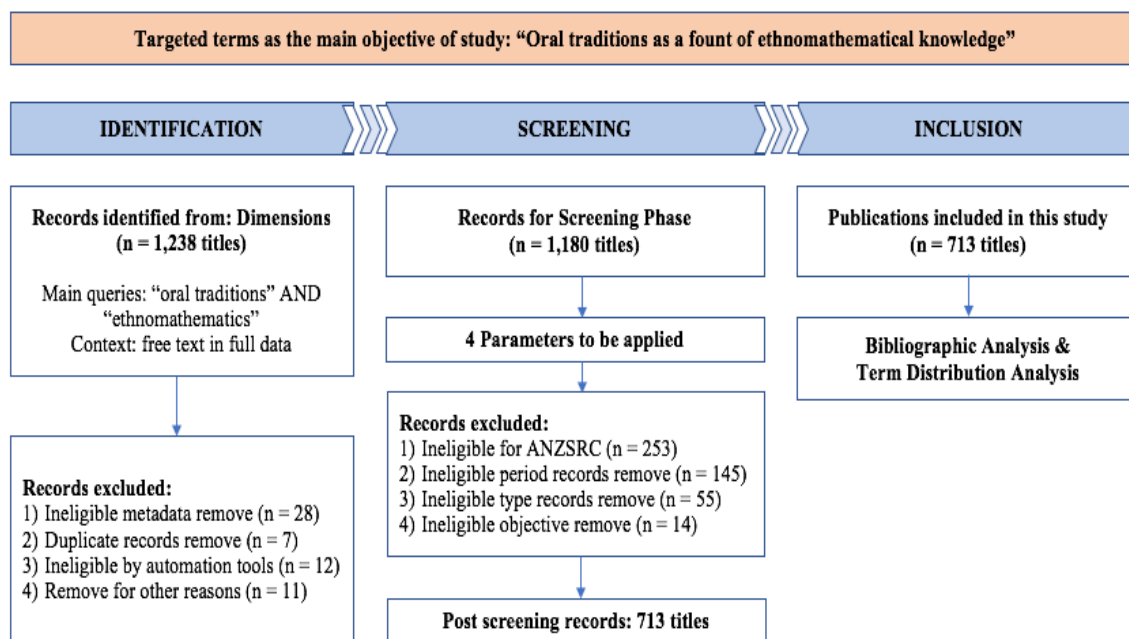 Targeted terms as the main objective of study: “Oral traditions as a fount of ethnomathematical knowledge”
IDENTIFICATION
SCREENING
INCLUSION
Records identified from: Dimensions
(n = 1,238 titles)
Main queries: “oral traditions” AND
“ethnomathematics”
Context: free text in full data
Records excluded:
1) Ineligible metadata remove (n = 28)
2) Duplicate records remove (n = 7)
3) Ineligible by automation tools (n = 12)
4) Remove for other reasons (n = 11)
Records for Screening Phase
(n = 1,180 titles)
4 Parameters to be applied
Records excluded:
1) Ineligible for ANZSRC (n = 253)
2) Ineligible period records remove (n = 145)
3) Ineligible type records remove (n = 55)
4) Ineligible objective remove (n = 14)
Post screening records: 713 titles
Publications included in this study
(n = 713 titles)
Bibliographic Analysis &
Term Distribution Analysis